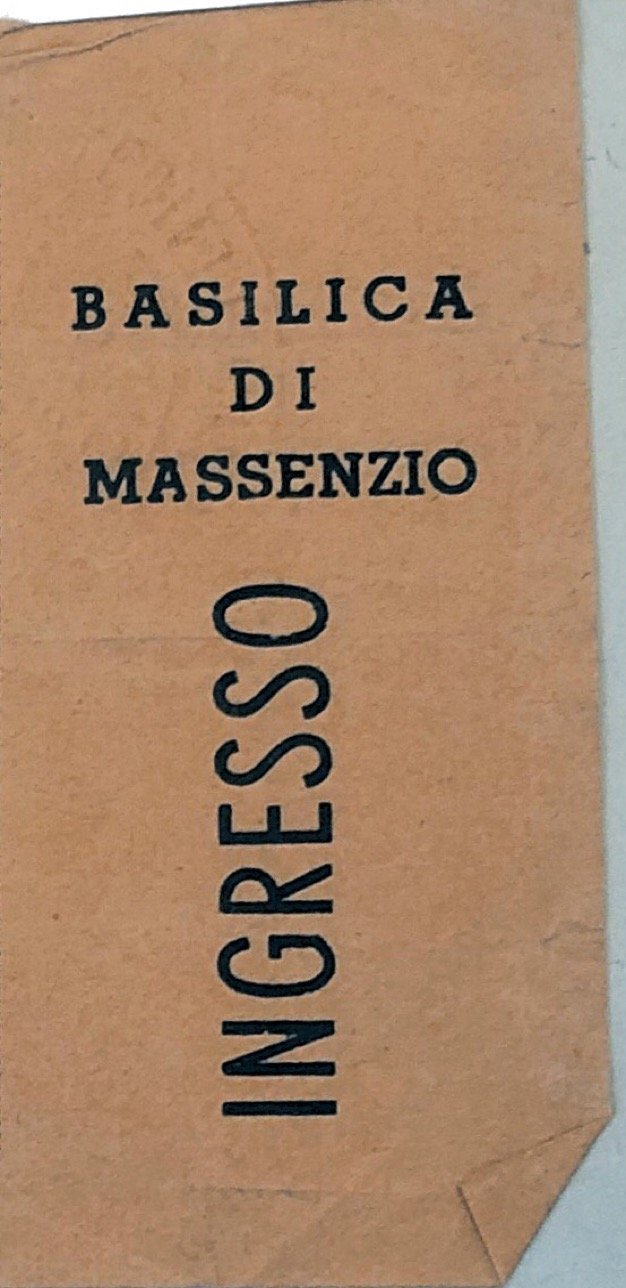 BASILICA
DI
MASSENZIO
INGRESSO